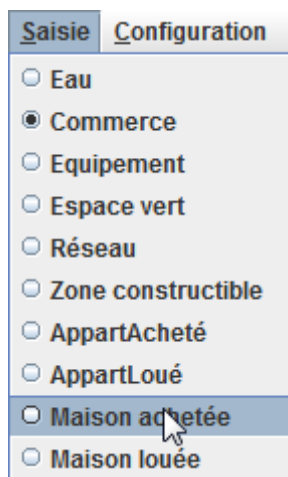 Saisie Configuration
Eau
Commerce
Equipement
Espace vert
Réseau
Zone constructible
AppartAcheté
AppartLoué
Maison achetée
Maison louée